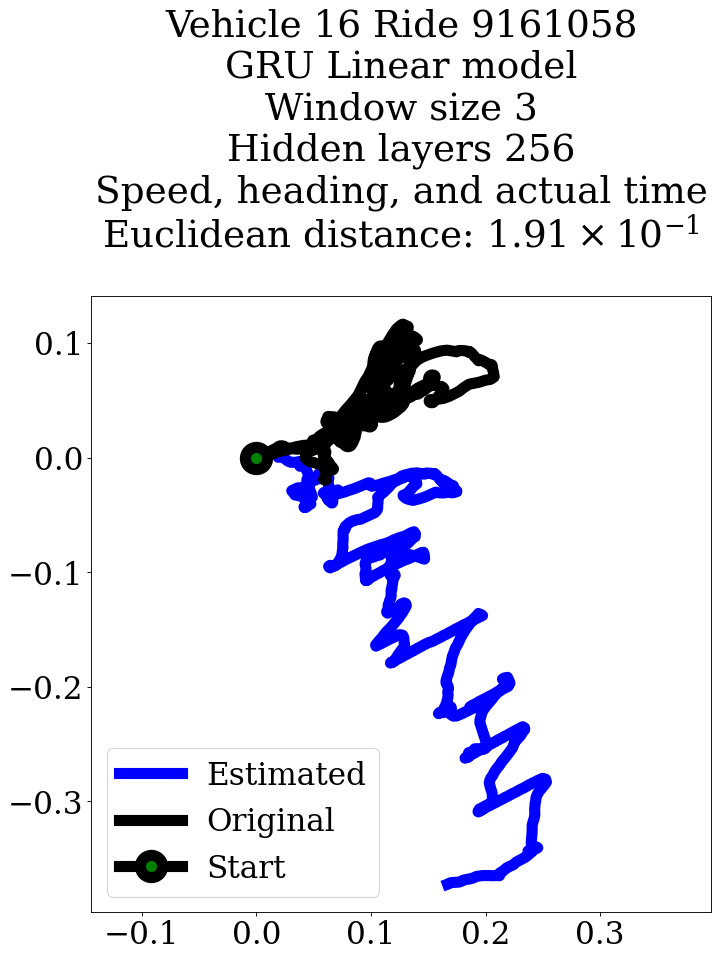 Vehicle 16 Ride 9161058
GRU Linear model
Window size 3
Hidden layers 256
Speed, heading, and actual time
Euclidean distance: 1.91 × 10⁻¹
0.1
0.0
−0.1
−0.2
−0.3
Estimated
Original
Start
−0.1 0.0 0.1 0.2 0.3